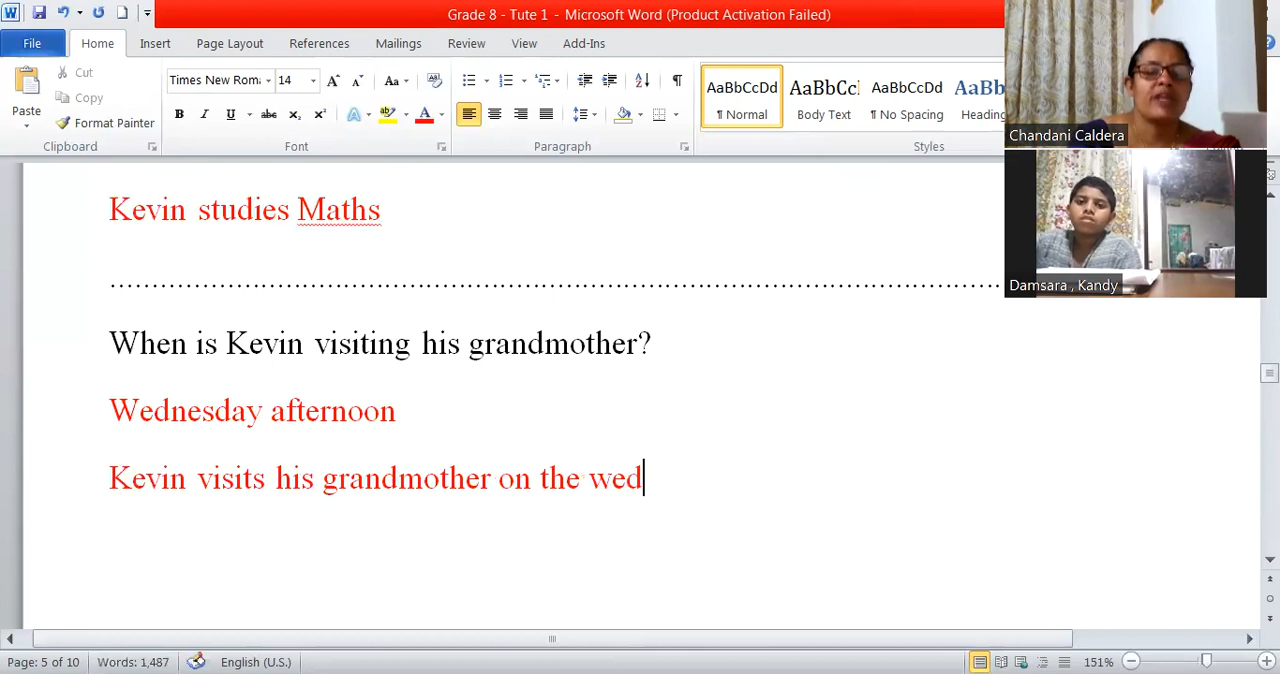 Grade 8 - Tute 1 - Microsoft Word (Product Activation Failed)
File Home Insert Page Layout References Mailings Review View Add-Ins
Paste
Cut
Copy
Format Painter
Clipboard
Times New Roma 14
Font
Paragraph
AaBbCcDd AaBbCcI AaBbCcDd AaBb
¶ Normal Body Text ¶ No Spacing Heading
Styles
Chandani Caldera
Damsara , Kandy
Kevin studies Maths
When is Kevin visiting his grandmother?
Wednesday afternoon
Kevin visits his grandmother on the wed
Page: 5 of 10 Words: 1,487 English (U.S.) 151%